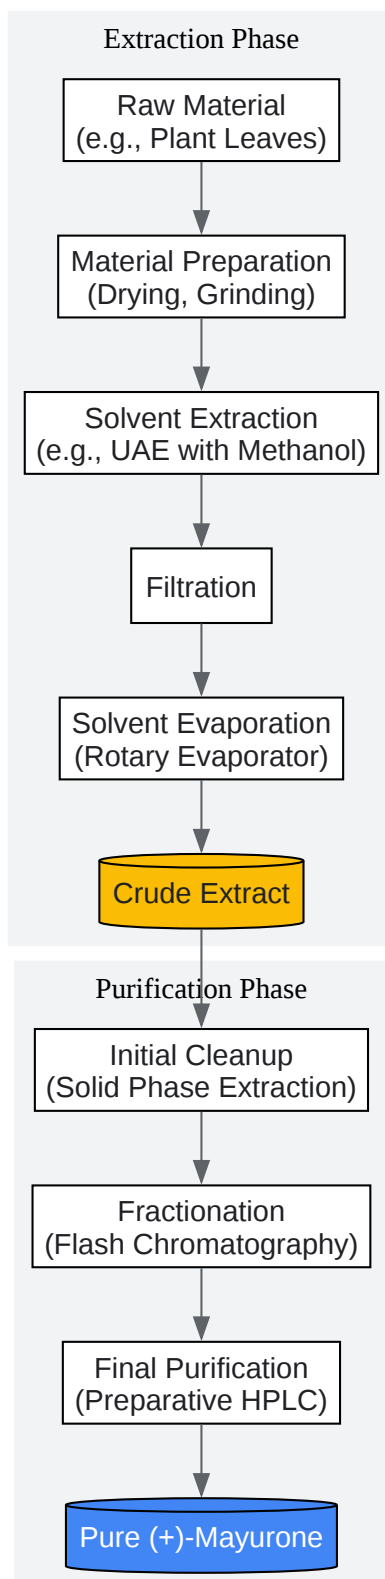 Extraction Phase
Raw Material
(e.g., Plant Leaves)
Material Preparation
(Drying, Grinding)
Solvent Extraction
(e.g., UAE with Methanol)
Filtration
Solvent Evaporation
(Rotary Evaporator)
Crude Extract
Purification Phase
Initial Cleanup
(Solid Phase Extraction)
Fractionation
(Flash Chromatography)
Final Purification
(Preparative HPLC)
Pure (+)-Mayurone